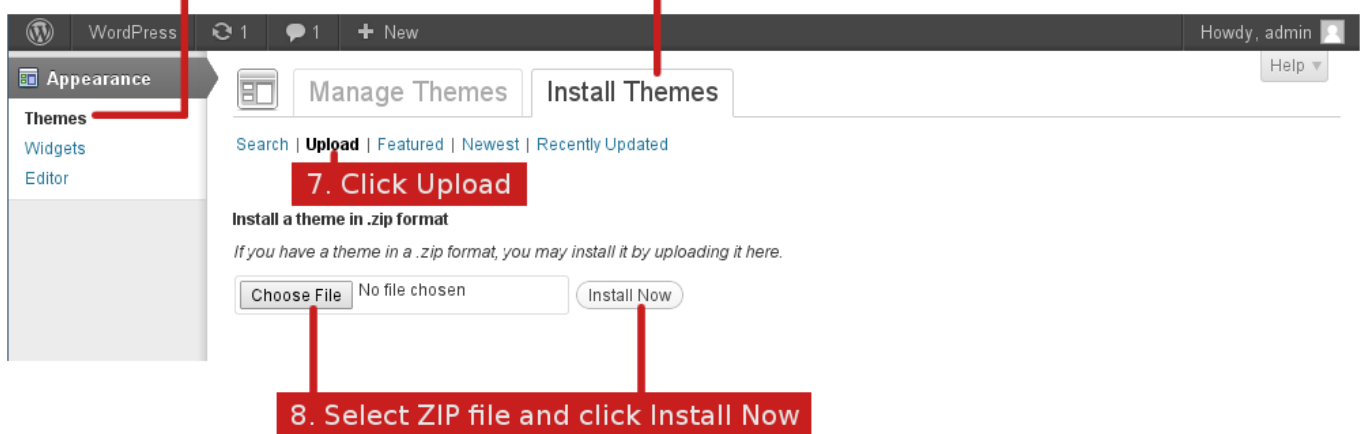 WordPress 1 1 + New Howdy, admin
Appearance
Help
Manage Themes Install Themes
Themes
Widgets
Search | Upload | Featured | Newest | Recently Updated
Editor
7. Click Upload
Install a theme in .zip format
If you have a theme in a .zip format, you may install it by uploading it here.
Choose File No file chosen Install Now
8. Select ZIP file and click Install Now